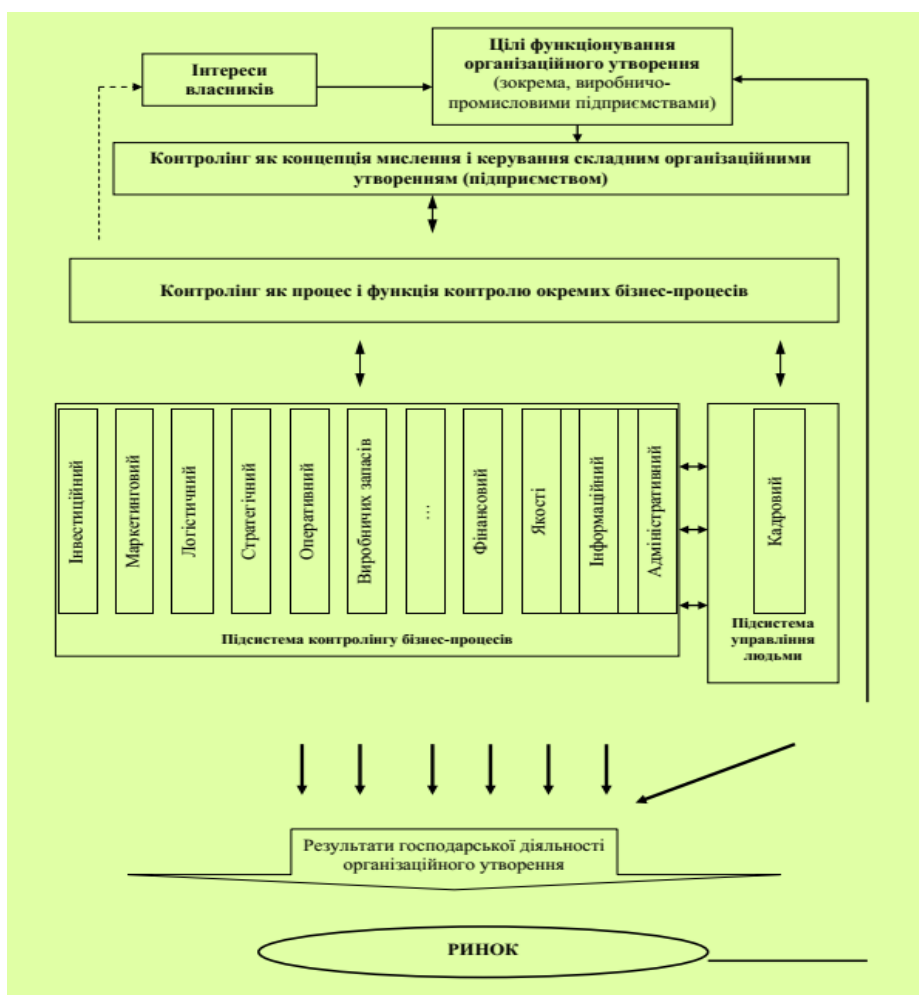 Інтереси
власників
Цілі функціонування
організаційного утворення
(зокрема, виробничо-
промисловими підприємствами)
Контролінг як концепція мислення і керування складним організаційними
утворенням (підприємством)
Контролінг як процес і функція контролю окремих бізнес-процесів
Інвестиційний
Маркетинговий
Логістичний
Стратегічний
Оперативний
Виробничих запасів
…
Фінансовий
Якості
Інформаційний
Адміністративний
Кадровий
Підсистема контролінгу бізнес-процесів
Підсистема
управління
людьми
Результати господарської діяльності
організаційного утворення
РИНОК